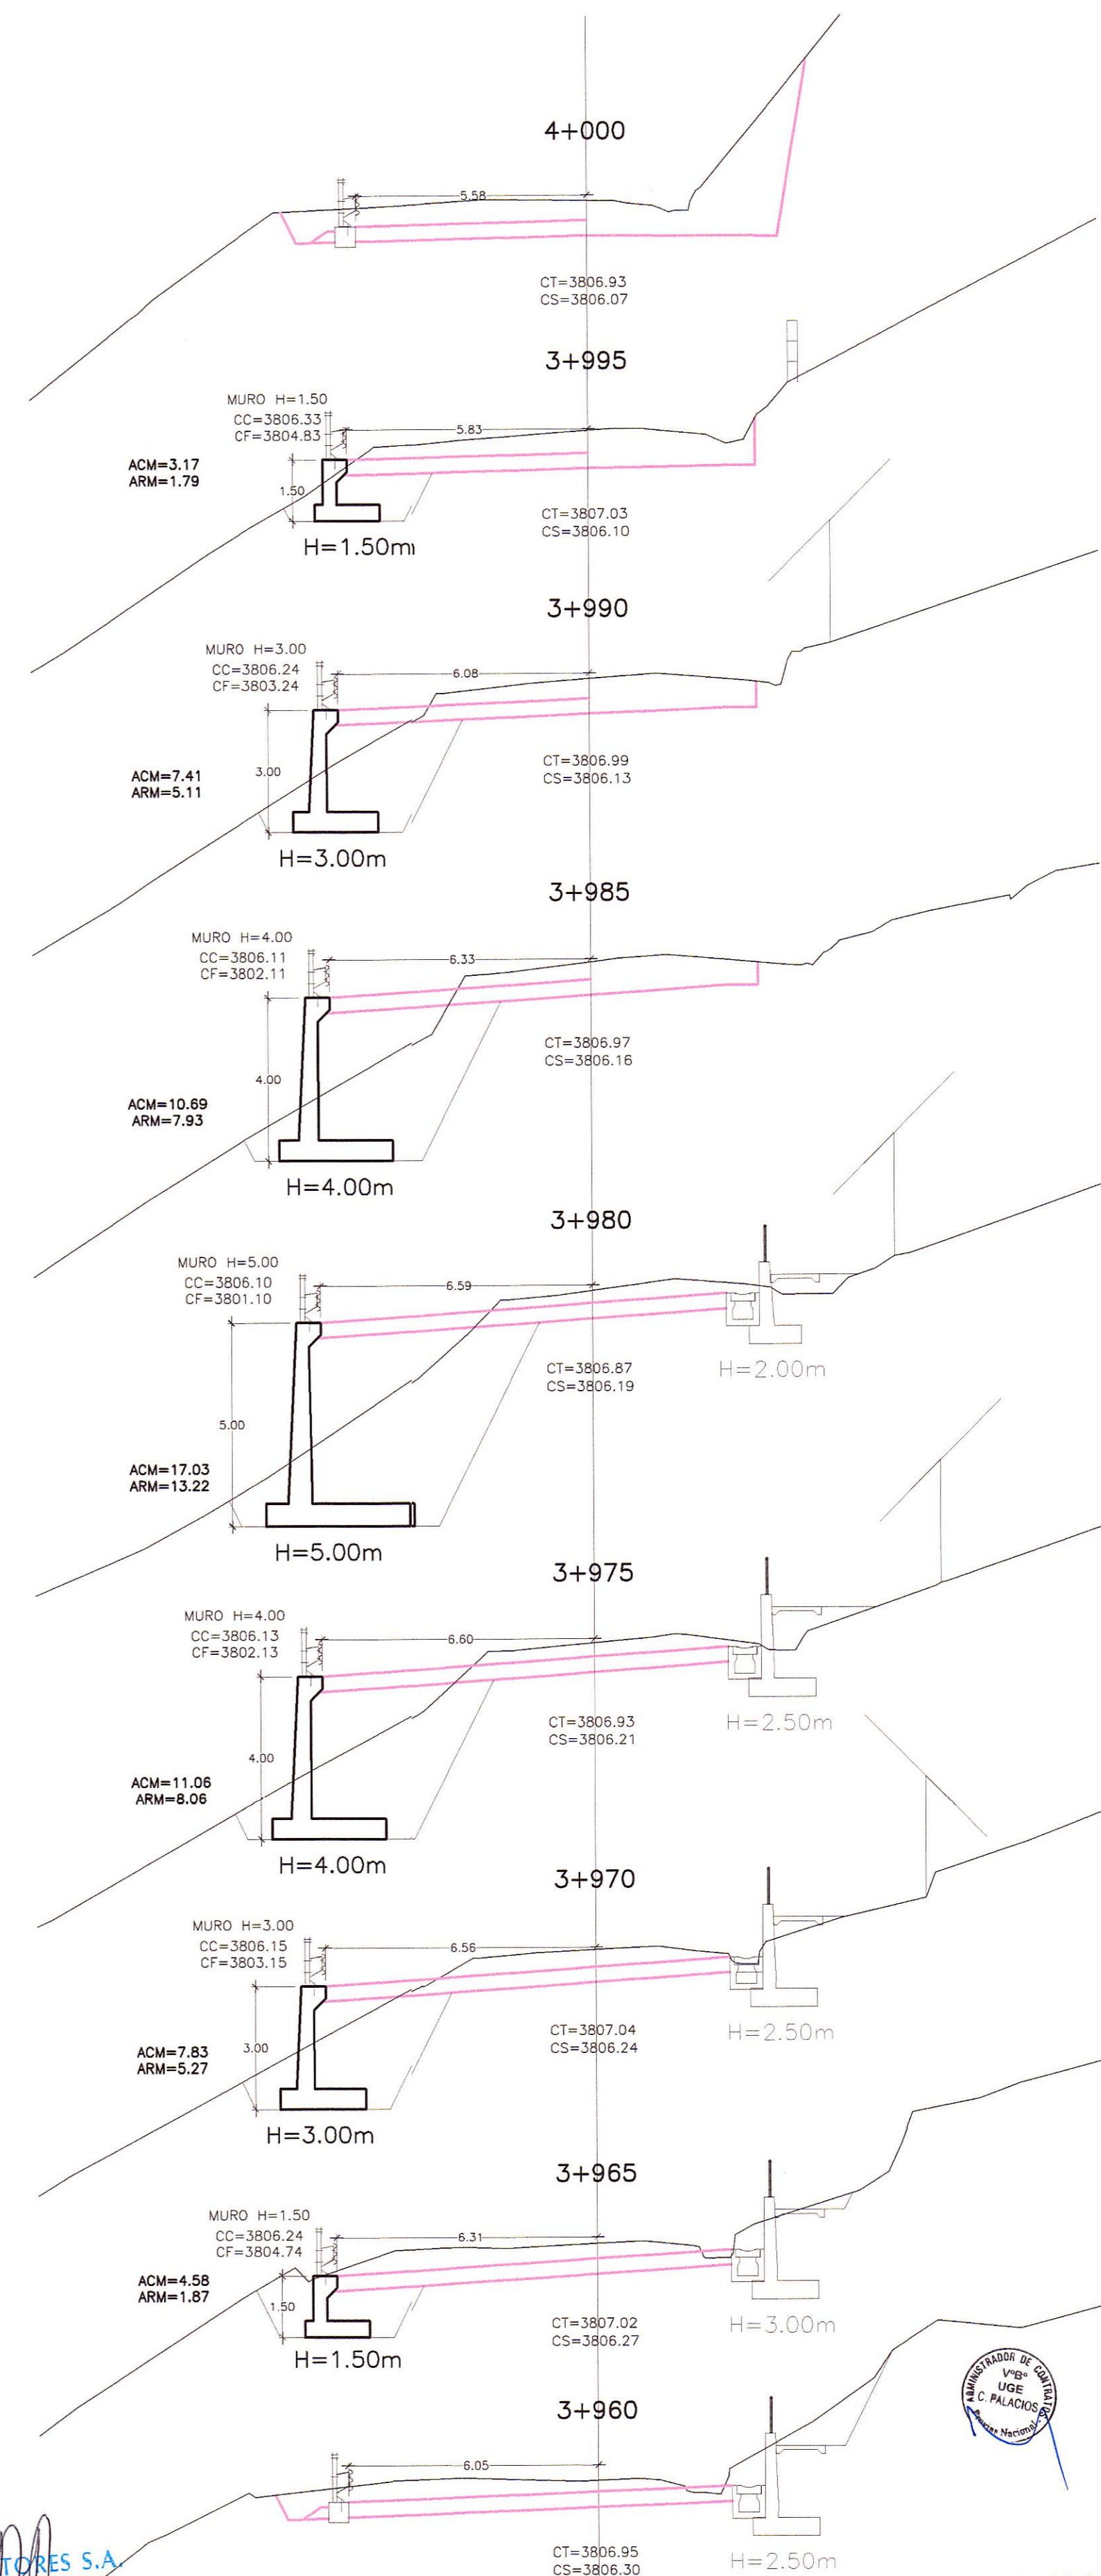 4+000
5.58
CT=3806.93
CS=3806.07
3+995
MURO H=1.50
CC=3806.33
CF=3804.83
5.83
ACM=3.17
ARM=1.79
1.50
CT=3807.03
CS=3806.10
H=1.50m
3+990
MURO H=3.00
CC=3806.24
CF=3803.24
6.08
ACM=7.41
ARM=5.11
3.00
CT=3806.99
CS=3806.13
H=3.00m
3+985
MURO H=4.00
CC=3806.11
CF=3802.11
6.33
CT=3806.97
CS=3806.16
4.00
ACM=10.69
ARM=7.93
H=4.00m
3+980
MURO H=5.00
CC=3806.10
CF=3801.10
6.59
CT=3806.87
CS=3806.19
H=2.00m
5.00
ACM=17.03
ARM=13.22
H=5.00m
3+975
MURO H=4.00
CC=3806.13
CF=3802.13
6.60
CT=3806.93
CS=3806.21
H=2.50m
4.00
ACM=11.06
ARM=8.06
H=4.00m
3+970
MURO H=3.00
CC=3806.15
CF=3803.15
6.56
CT=3807.04
CS=3806.24
H=2.50m
3.00
ACM=7.83
ARM=5.27
H=3.00m
3+965
MURO H=1.50
CC=3806.24
CF=3804.74
6.31
ACM=4.58
ARM=1.87
1.50
CT=3807.02
CS=3806.27
H=3.00m
H=1.50m
3+960
ADMINISTRADOR DE CONTRATOS
VºBº
UGE
C. PALACIOS
Nacional
6.05
CT=3806.95
CS=3806.30
H=2.50m
TORES S.A.